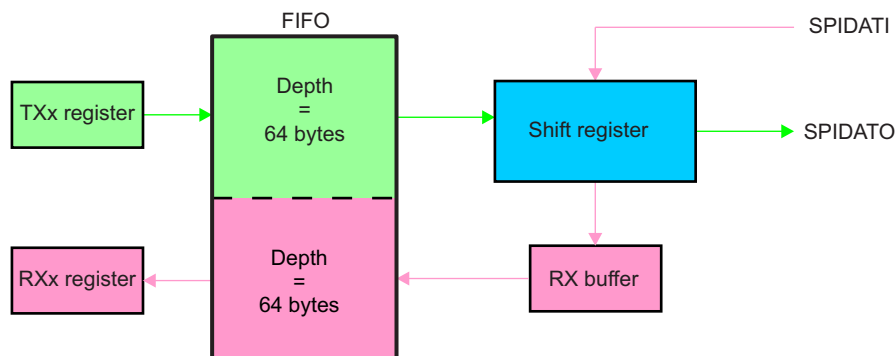 FIFO
SPIDATI
Depth
=
64 bytes
TXx register
Shift register
SPIDATO
Depth
=
64 bytes
RXx register
RX buffer